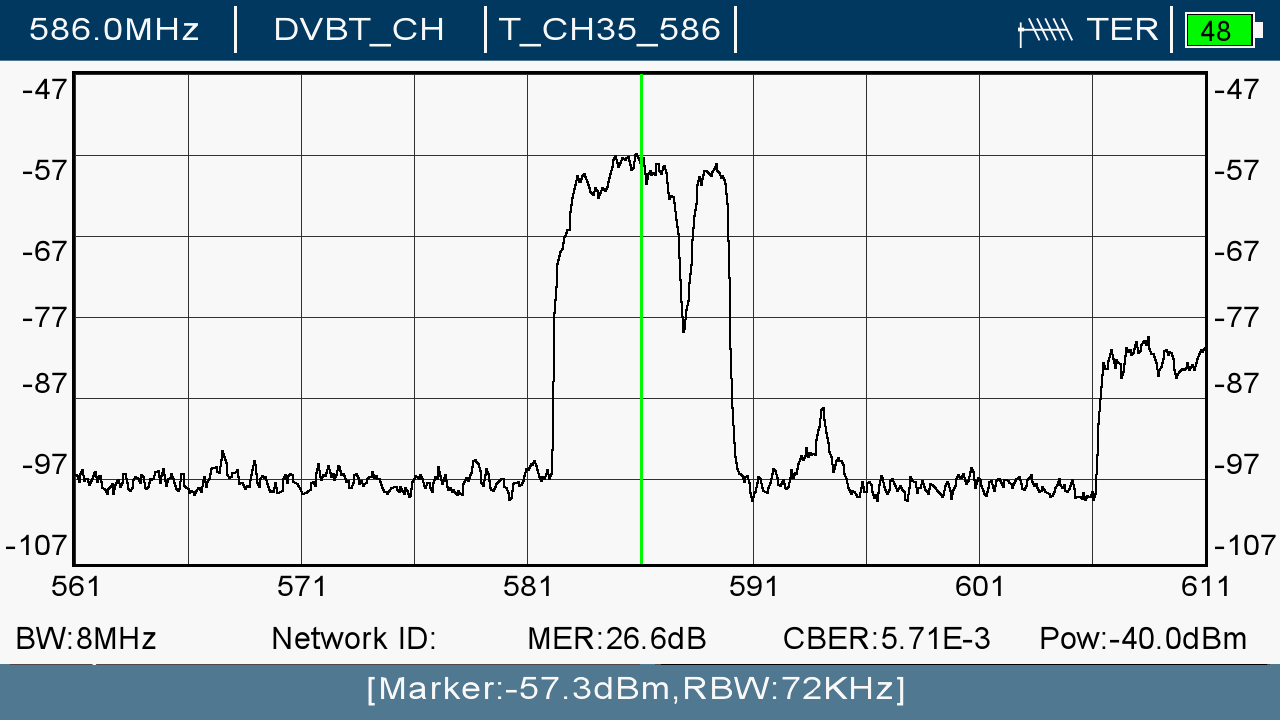 586.0MHz DVBT_CH T_CH35_586 TER 48
-47 -47
-57 -57
-67 -67
-77 -77
-87 -87
-97 -97
-107 -107
561 571 581 591 601 611
BW:8MHz Network ID: MER:26.6dB CBER:5.71E-3 Pow:-40.0dBm
[Marker:-57.3dBm,RBW:72KHz]